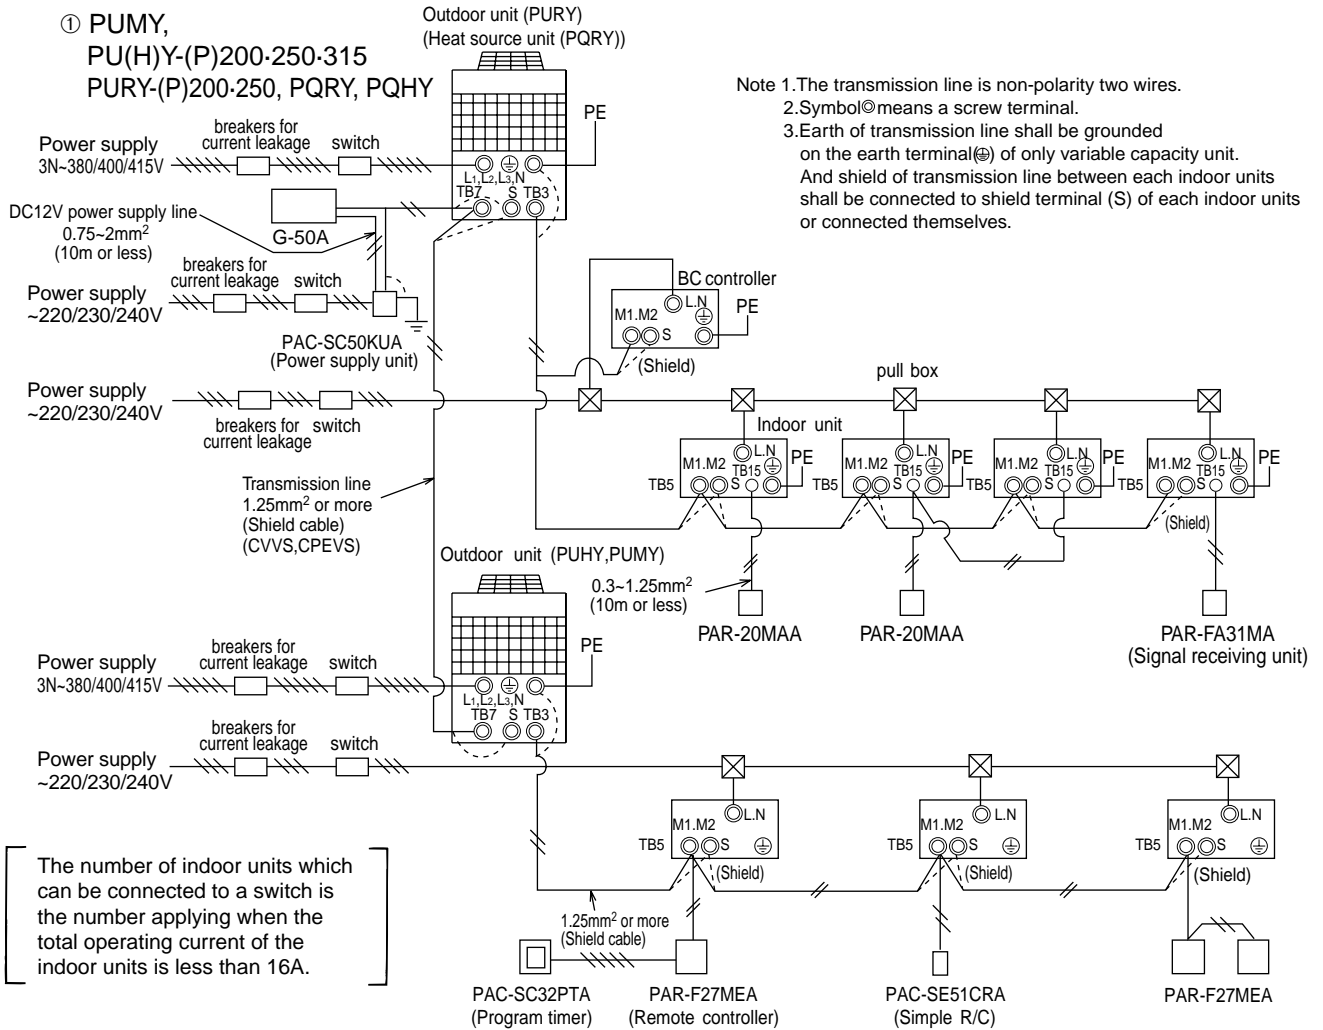 ① PUMY,
PU(H)Y-(P)200·250·315
PURY-(P)200·250, PQRY, PQHY
Outdoor unit (PURY)
(Heat source unit (PQRY))
Note 1.The transmission line is non-polarity two wires.
2.Symbol◎means a screw terminal.
3.Earth of transmission line shall be grounded
on the earth terminal(⏚) of only variable capacity unit.
And shield of transmission line between each indoor units
shall be connected to shield terminal (S) of each indoor units
or connected themselves.
PE
Power supply
3N~380/400/415V
breakers for
current leakage
switch
L1,L2,L3,N
TB7 S TB3
DC12V power supply line
0.75~2mm²
(10m or less)
G-50A
Power supply
~220/230/240V
breakers for
current leakage
switch
PAC-SC50KUA
(Power supply unit)
BC controller
L.N
M1.M2
S
PE
(Shield)
Power supply
~220/230/240V
breakers for
current leakage
switch
pull box
Indoor unit
TB5
M1.M2
S
L.N
TB15
PE
TB5
M1.M2
S
L.N
TB15
PE
TB5
M1.M2
S
L.N
TB15
PE
TB5
M1.M2
S
L.N
TB15
PE
(Shield)
Transmission line
1.25mm² or more
(Shield cable)
(CVVS,CPEVS)
0.3~1.25mm²
(10m or less)
PAR-20MAA
PAR-20MAA
PAR-FA31MA
(Signal receiving unit)
Outdoor unit (PUHY,PUMY)
PE
Power supply
3N~380/400/415V
breakers for
current leakage
switch
L1,L2,L3,N
TB7 S TB3
Power supply
~220/230/240V
breakers for
current leakage
switch
TB5
M1.M2
S
L.N
(Shield)
TB5
M1.M2
S
L.N
(Shield)
TB5
M1.M2
S
L.N
(Shield)
The number of indoor units which
can be connected to a switch is
the number applying when the
total operating current of the
indoor units is less than 16A.
1.25mm² or more
(Shield cable)
PAC-SC32PTA
(Program timer)
PAR-F27MEA
(Remote controller)
PAC-SE51CRA
(Simple R/C)
PAR-F27MEA